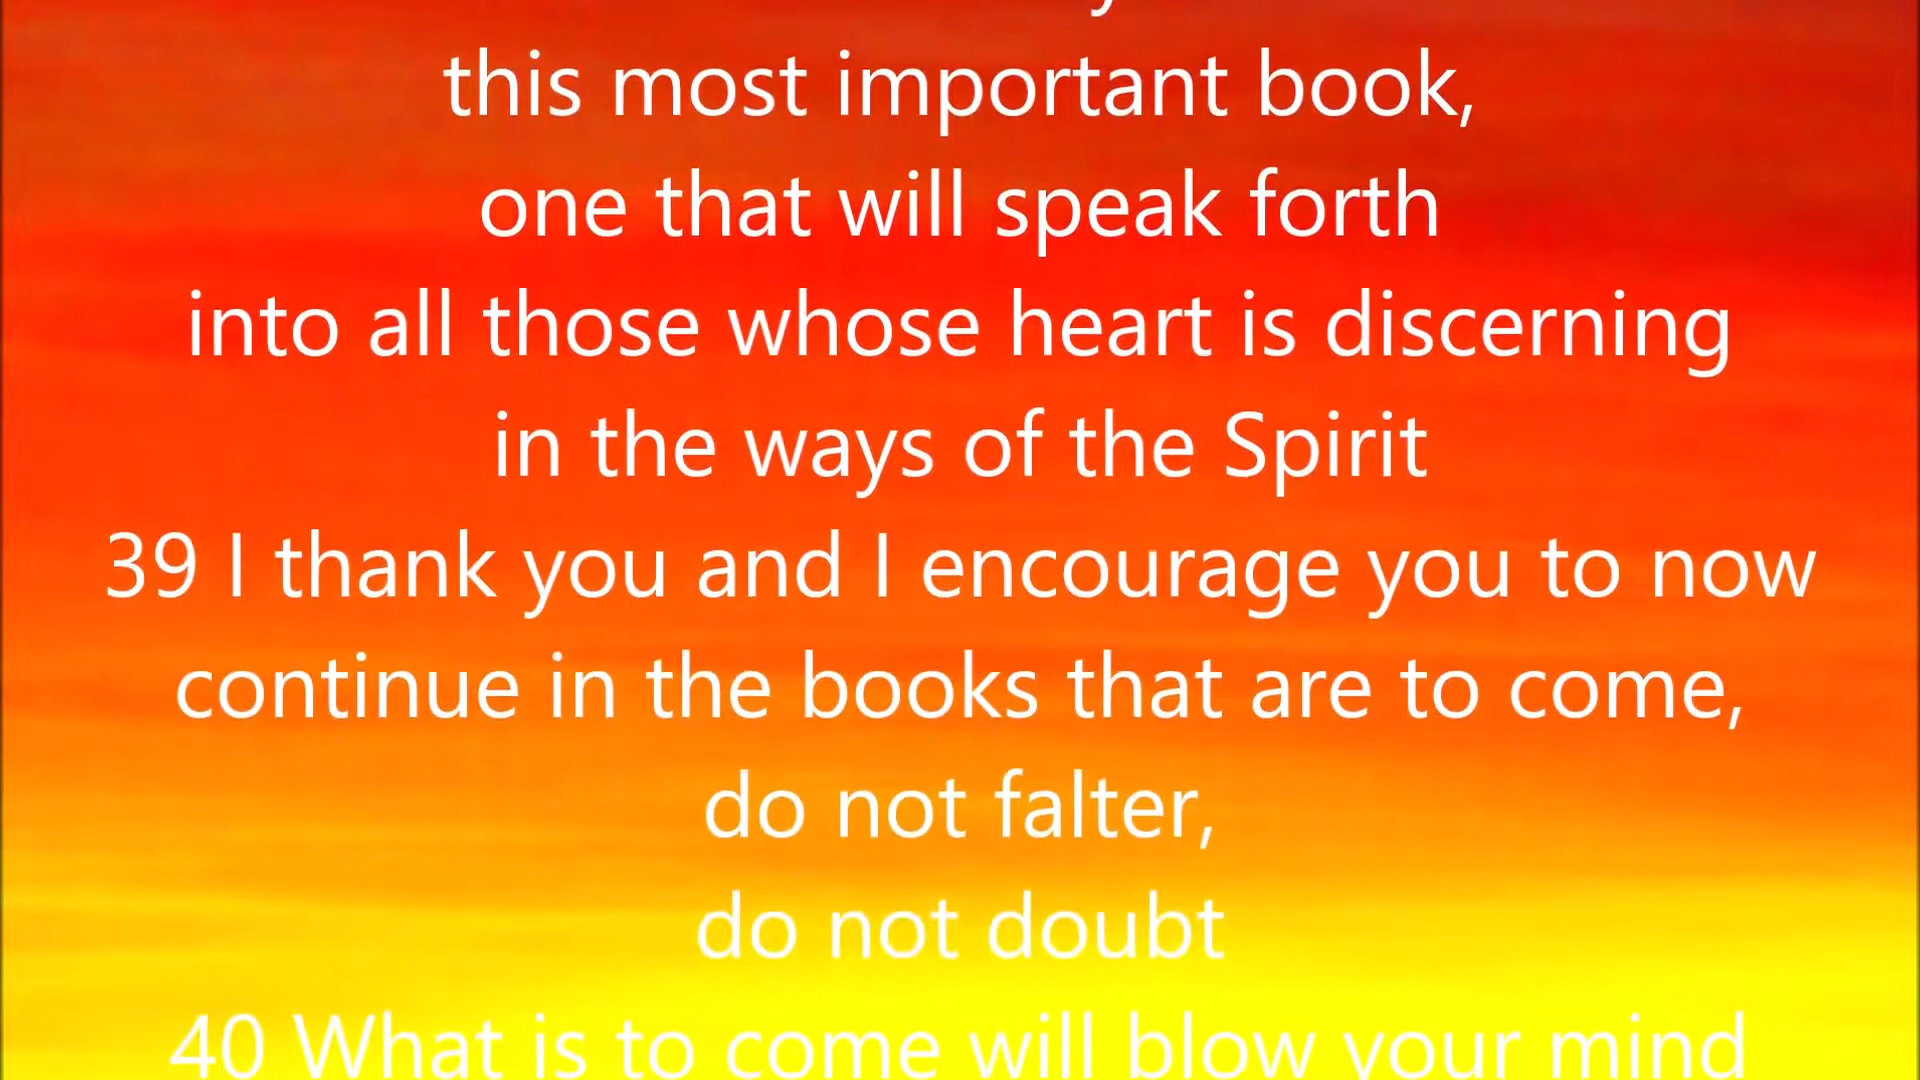 this most important book,
one that will speak forth
into all those whose heart is discerning
in the ways of the Spirit
39 I thank you and I encourage you to now
continue in the books that are to come,
do not falter,
do not doubt
40 What is to come will blow your mind